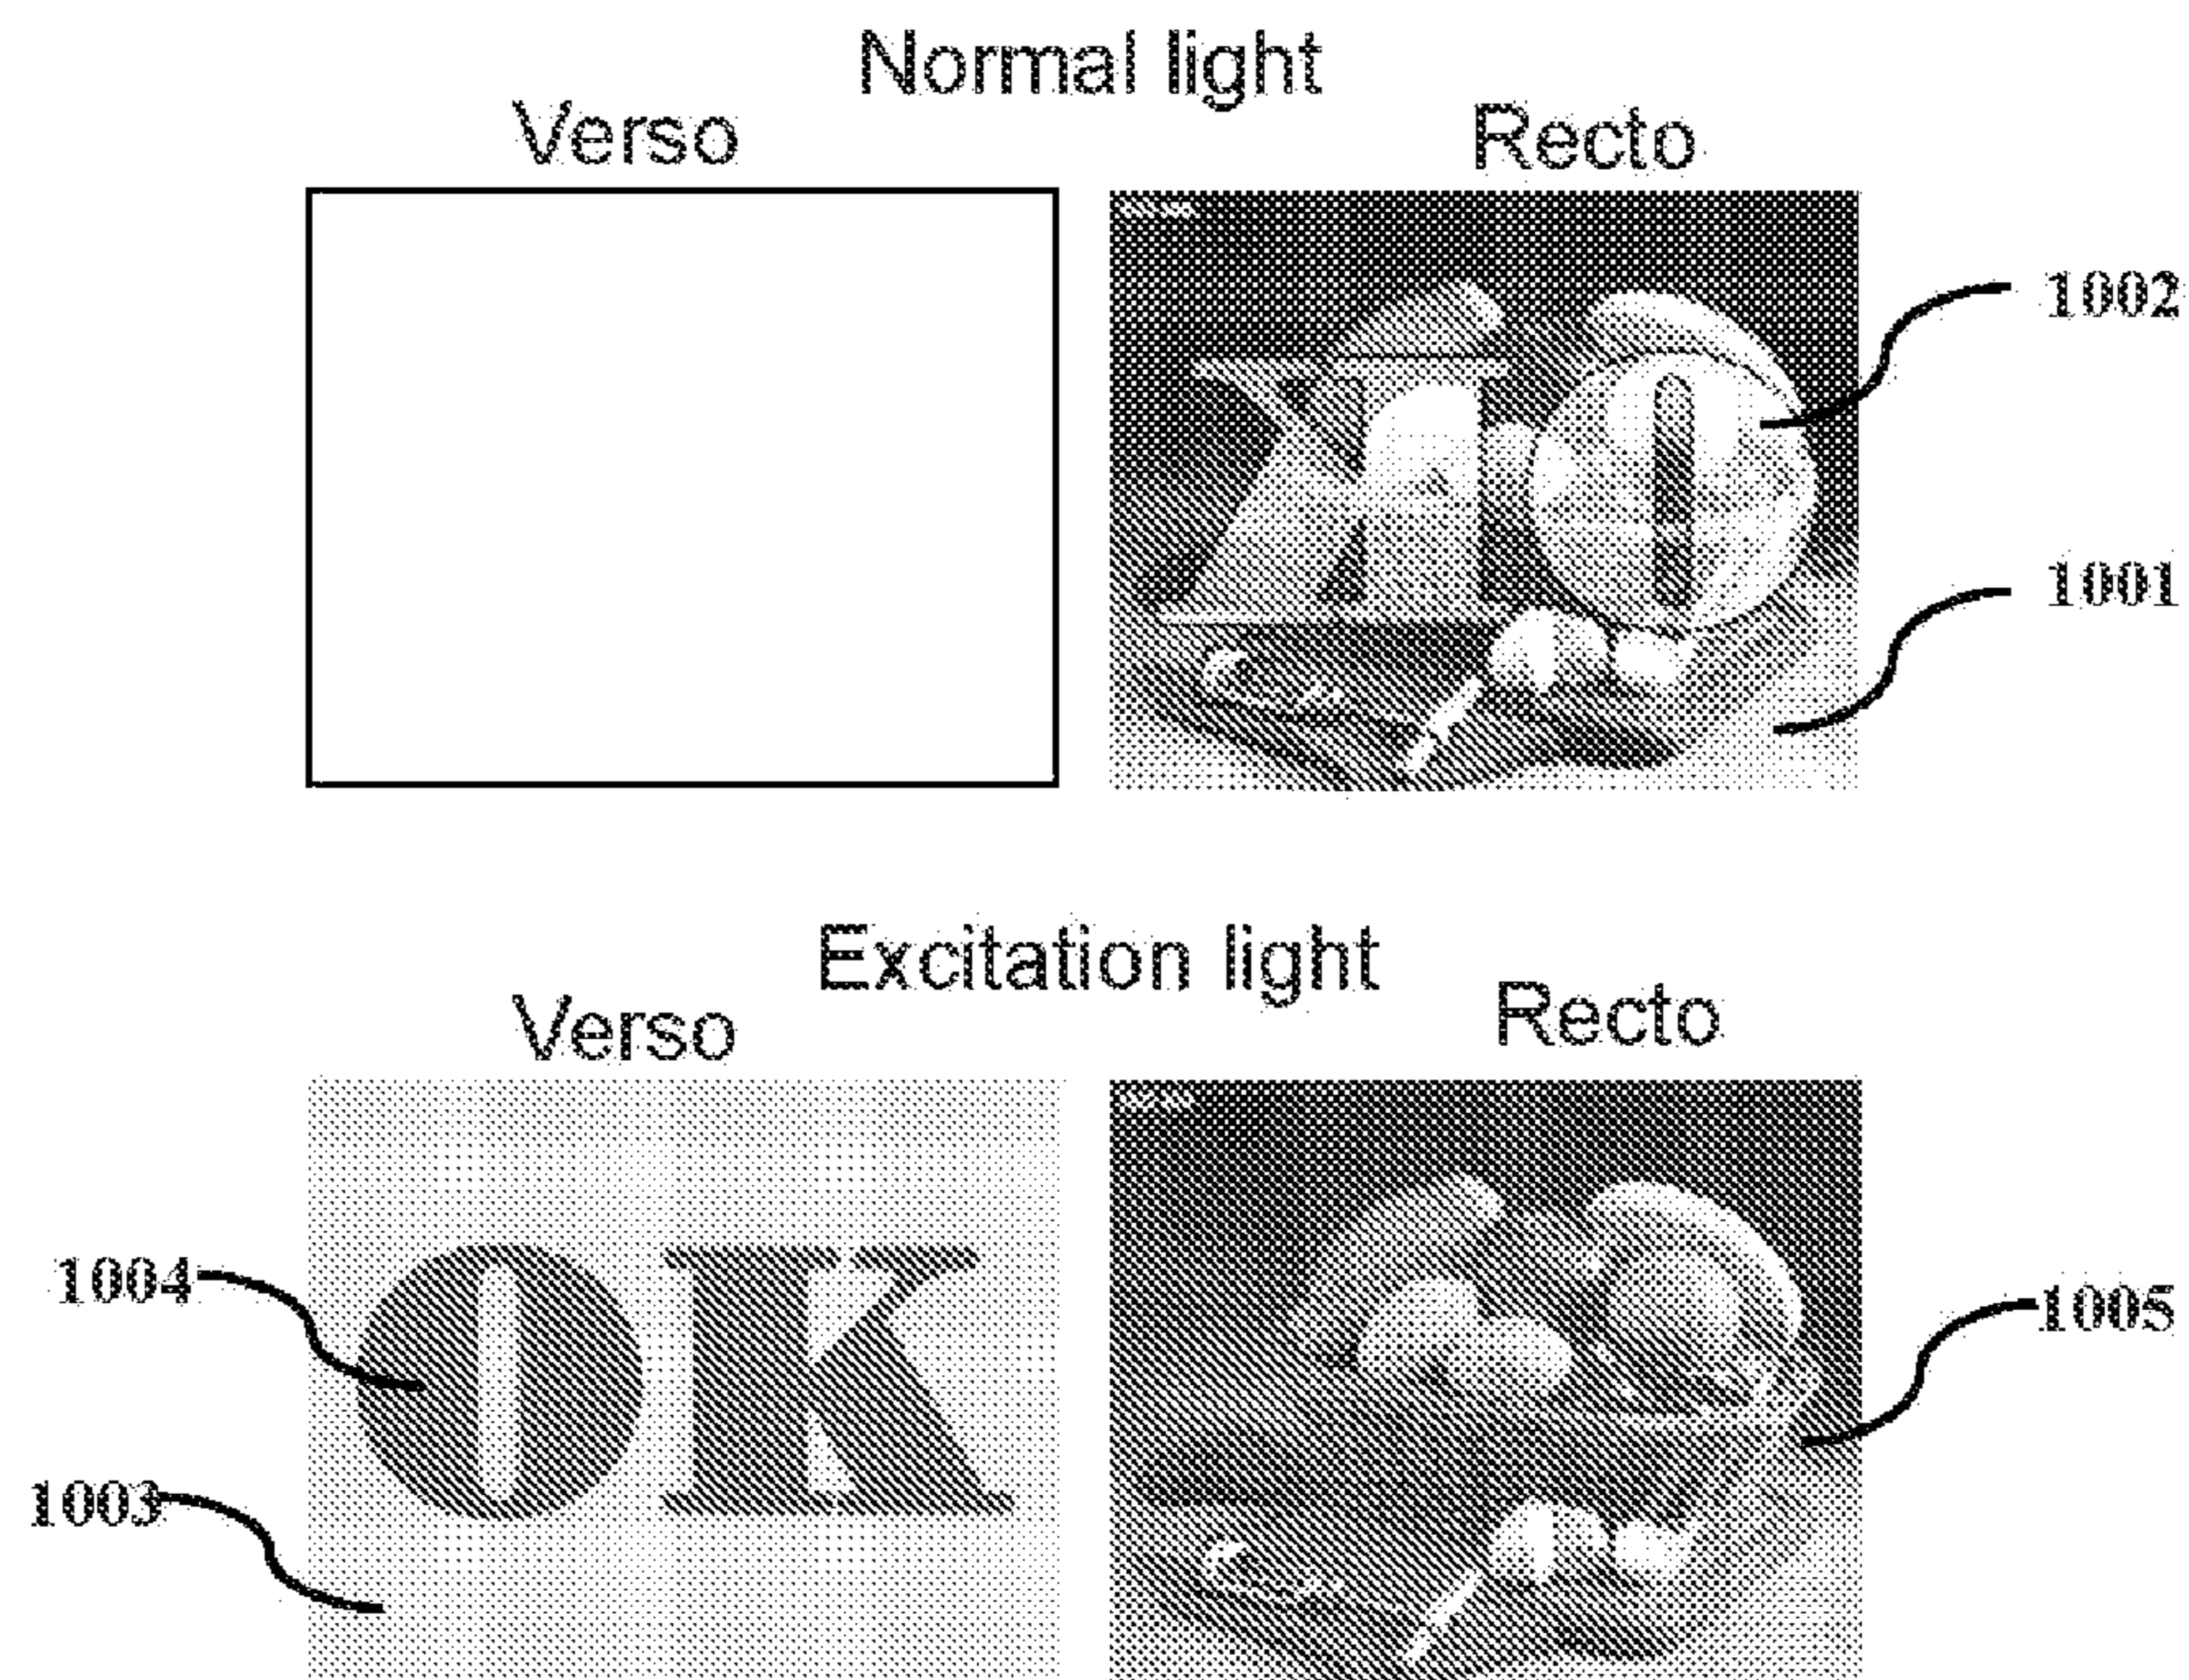 Normal light
Verso
Recto
1002
1001
Excitation light
Verso
Recto
OK
1004
1005
1003